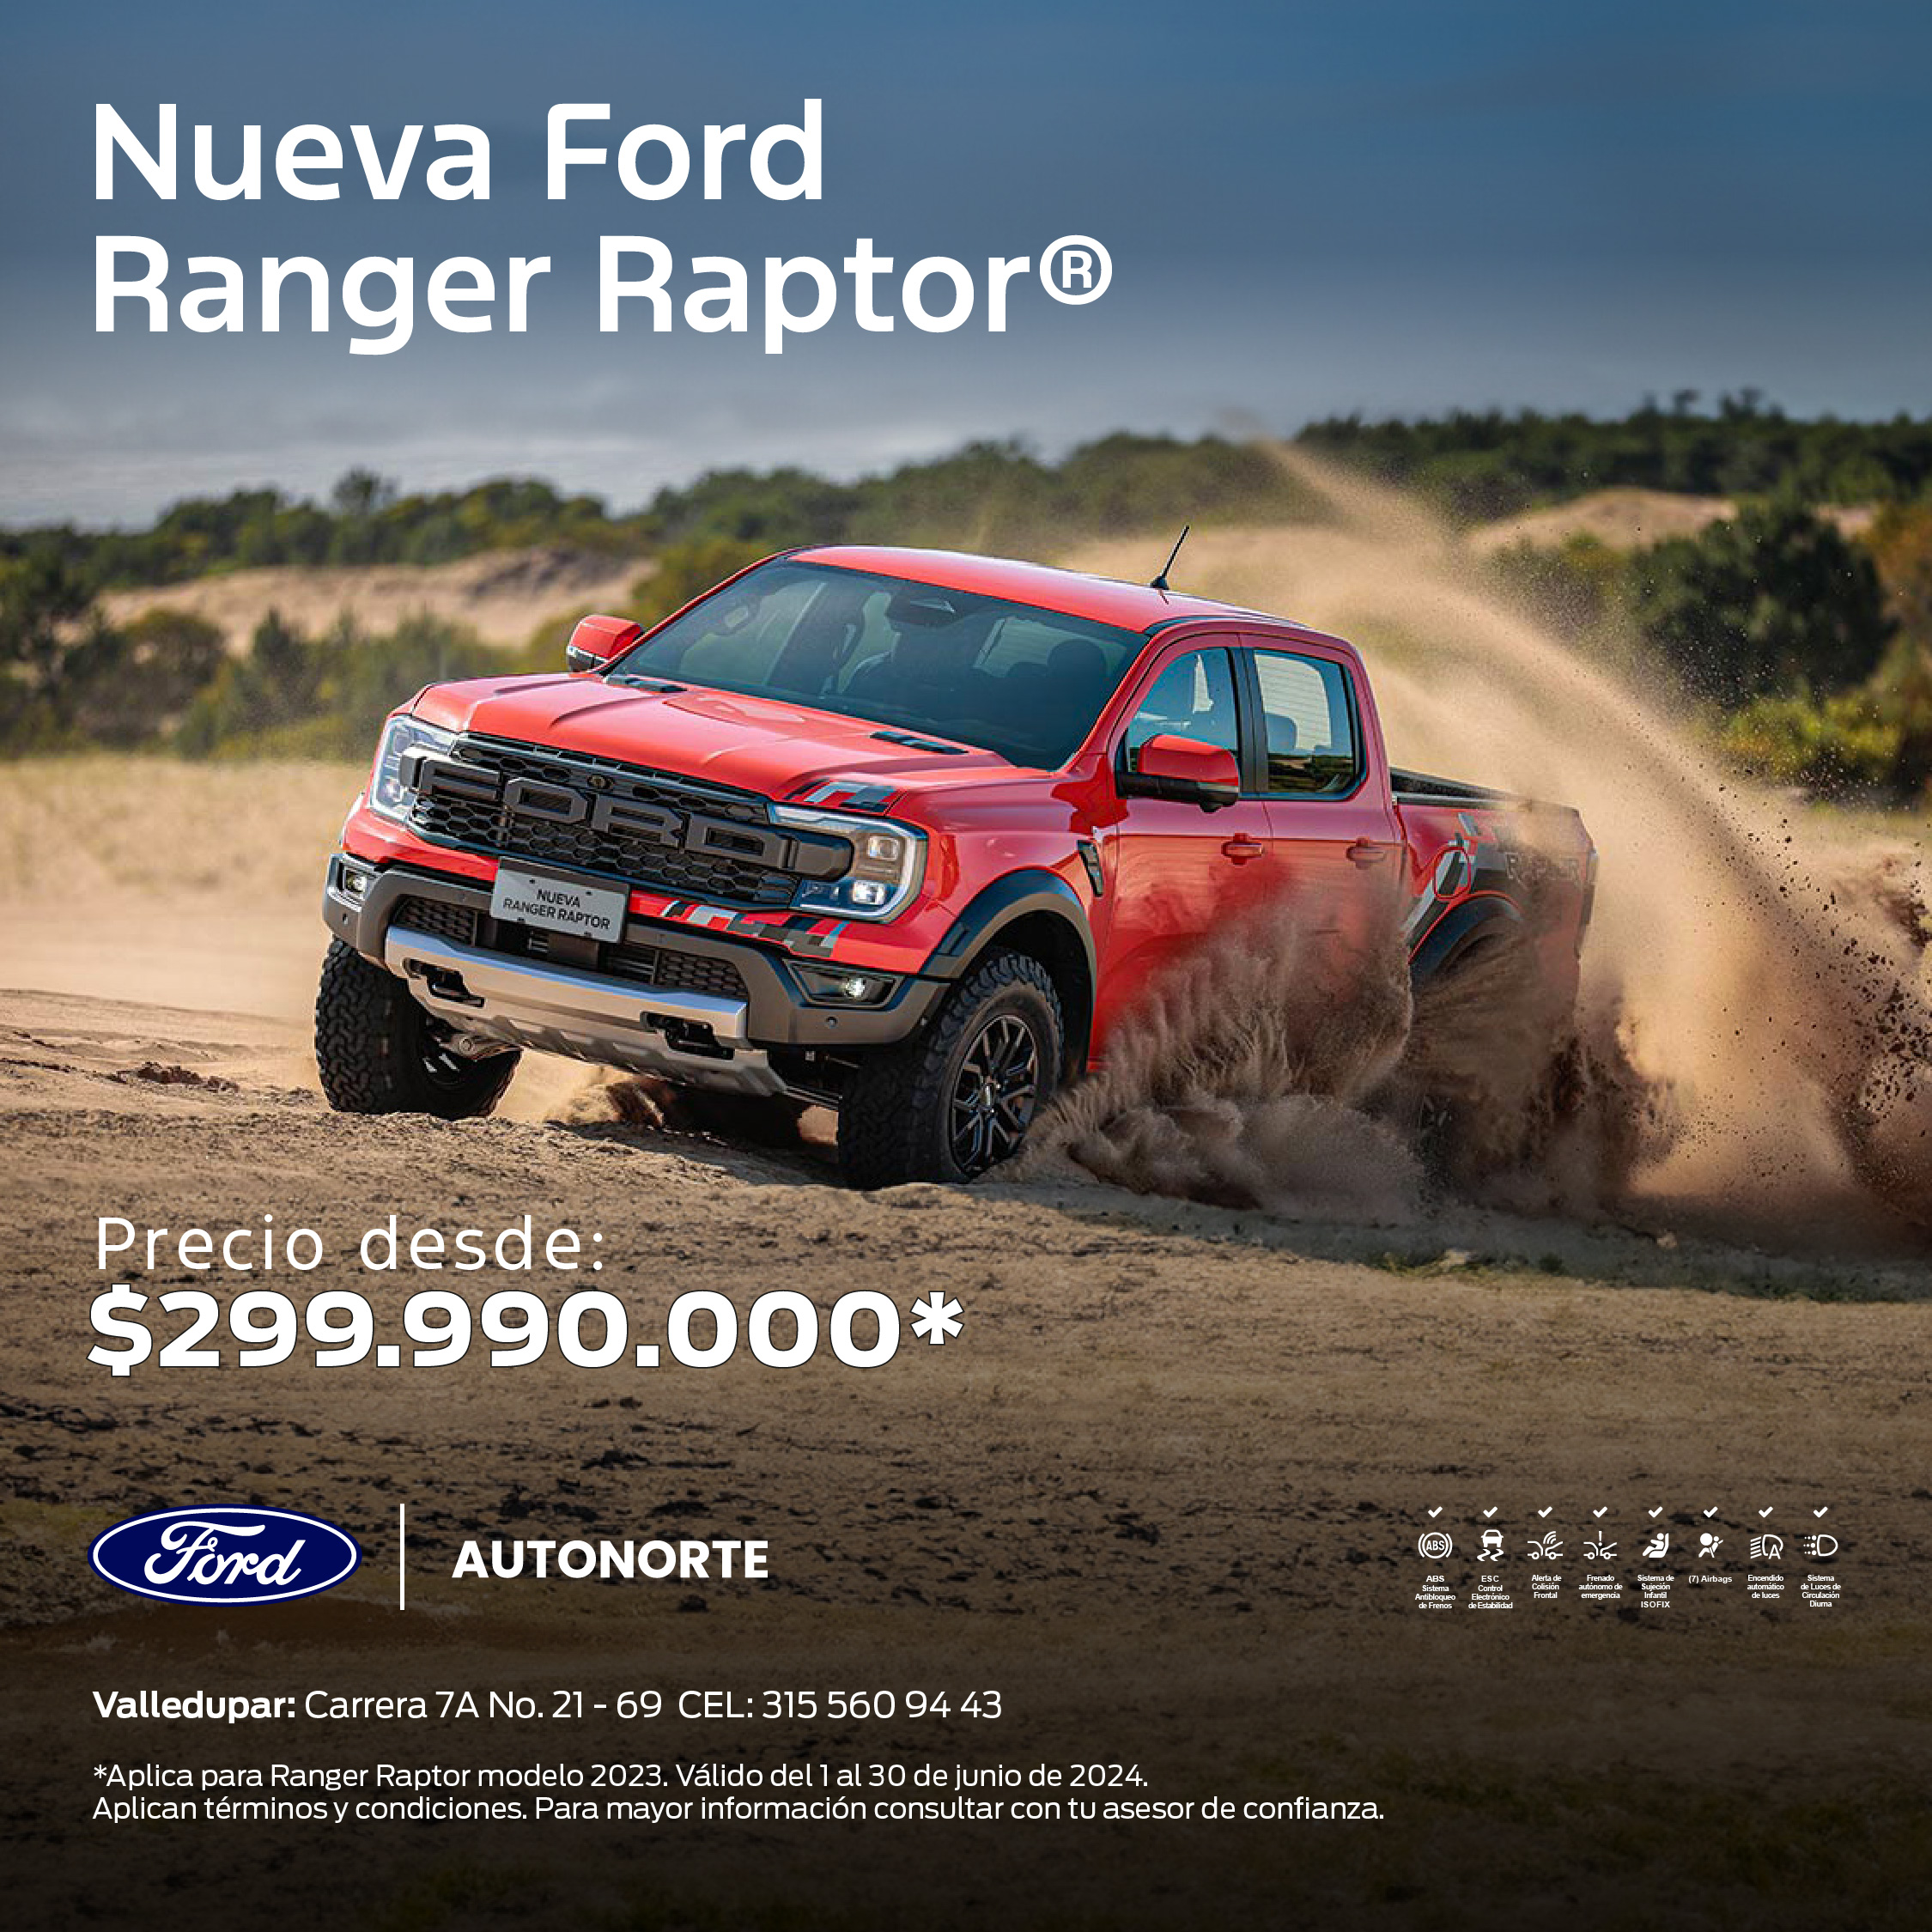 Nueva Ford
Ranger Raptor®
FORD
NUEVA
RANGER RAPTOR
RAPTOR
Precio desde:
$299.990.000*
Ford
AUTONORTE
ABS
ABS
Sistema
Antibloqueo
de Frenos
ESC
Control
Electrónico
de Estabilidad
Alerta de
Colisión
Frontal
Frenado
autónomo de
emergencia
Sistema de
Sujeción
Infantil
ISOFIX
(7) Airbags
A
Encendido
automático
de luces
Sistema
de Luces de
Circulación
Diurna
Valledupar: Carrera 7A No. 21 - 69 CEL: 315 560 94 43
*Aplica para Ranger Raptor modelo 2023. Válido del 1 al 30 de junio de 2024.
Aplican términos y condiciones. Para mayor información consultar con tu asesor de confianza.